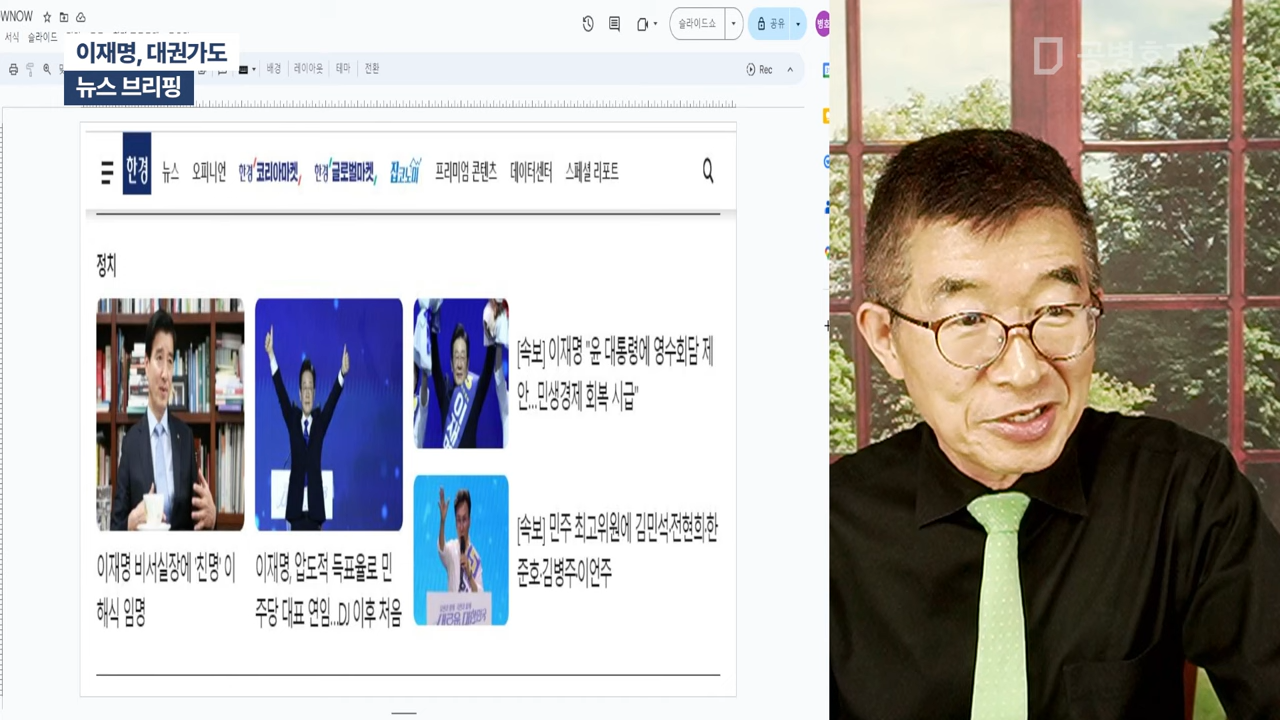 WNOW
서식 슬라이드
슬라이드쇼
공유
병호
이재명, 대권가도
뉴스 브리핑
배경 레이아웃 테마 전환
Rec
한경 뉴스 오피니언 한경 코리아마켓 한경 글로벌마켓 집코노미 프리미엄 콘텐츠 데이터센터 스페셜 리포트
정치
이재명 비서실장에 '친명' 이
해식 임명
이재명, 압도적 득표율로 민
주당 대표 연임...DJ 이후 처음
[속보] 이재명 "윤 대통령에 영수회담 제
안...민생경제 회복 시급"
[속보] 민주 최고위원에 김민석·전현희·한
준호·김병주·이언주